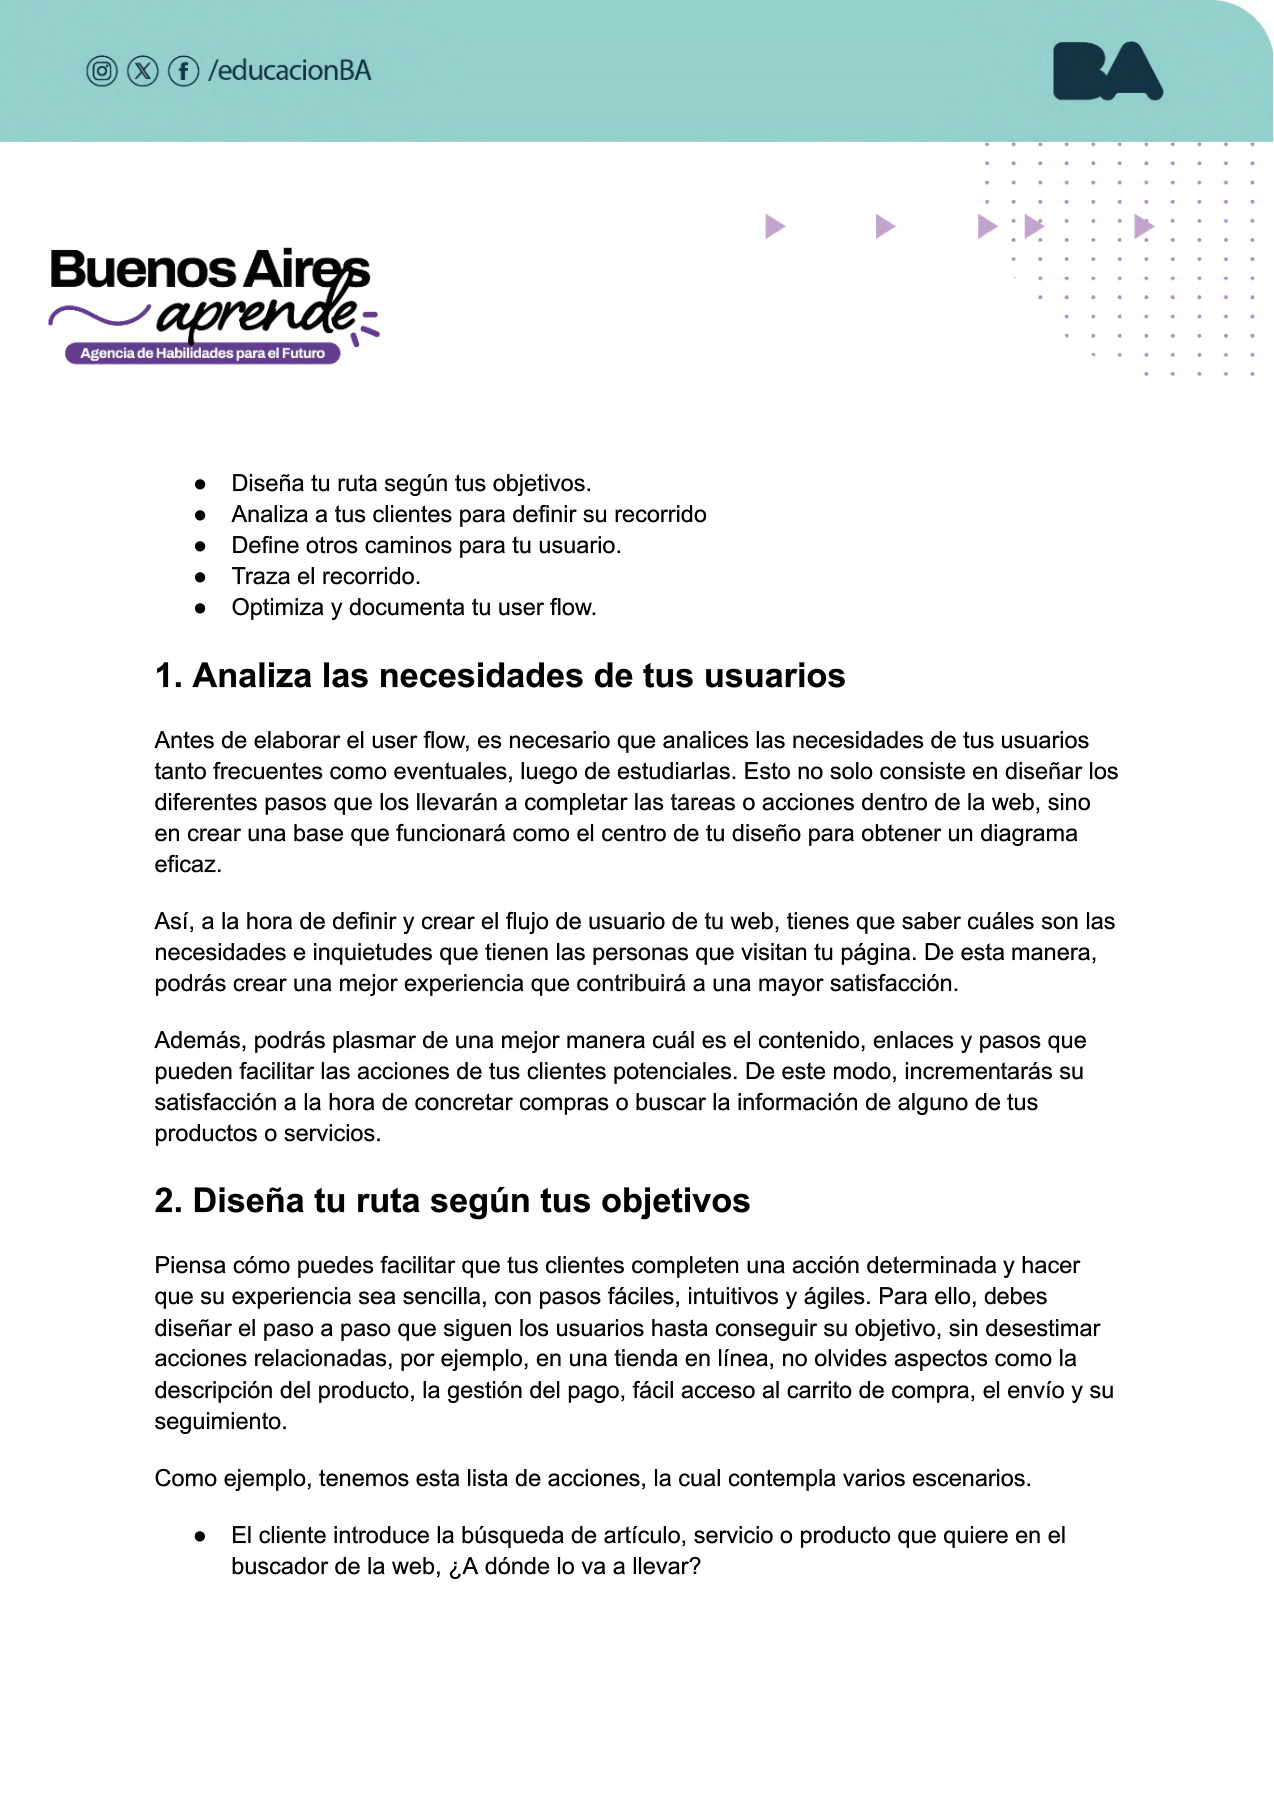 /educacionBA
BA
Buenos Aires
aprende
Agencia de Habilidades para el Futuro
● Diseña tu ruta según tus objetivos.
● Analiza a tus clientes para definir su recorrido
● Define otros caminos para tu usuario.
● Traza el recorrido.
● Optimiza y documenta tu user flow.
1. Analiza las necesidades de tus usuarios
Antes de elaborar el user flow, es necesario que analices las necesidades de tus usuarios
tanto frecuentes como eventuales, luego de estudiarlas. Esto no solo consiste en diseñar los
diferentes pasos que los llevarán a completar las tareas o acciones dentro de la web, sino
en crear una base que funcionará como el centro de tu diseño para obtener un diagrama
eficaz.
Así, a la hora de definir y crear el flujo de usuario de tu web, tienes que saber cuáles son las
necesidades e inquietudes que tienen las personas que visitan tu página. De esta manera,
podrás crear una mejor experiencia que contribuirá a una mayor satisfacción.
Además, podrás plasmar de una mejor manera cuál es el contenido, enlaces y pasos que
pueden facilitar las acciones de tus clientes potenciales. De este modo, incrementarás su
satisfacción a la hora de concretar compras o buscar la información de alguno de tus
productos o servicios.
2. Diseña tu ruta según tus objetivos
Piensa cómo puedes facilitar que tus clientes completen una acción determinada y hacer
que su experiencia sea sencilla, con pasos fáciles, intuitivos y ágiles. Para ello, debes
diseñar el paso a paso que siguen los usuarios hasta conseguir su objetivo, sin desestimar
acciones relacionadas, por ejemplo, en una tienda en línea, no olvides aspectos como la
descripción del producto, la gestión del pago, fácil acceso al carrito de compra, el envío y su
seguimiento.
Como ejemplo, tenemos esta lista de acciones, la cual contempla varios escenarios.
● El cliente introduce la búsqueda de artículo, servicio o producto que quiere en el
buscador de la web, ¿A dónde lo va a llevar?